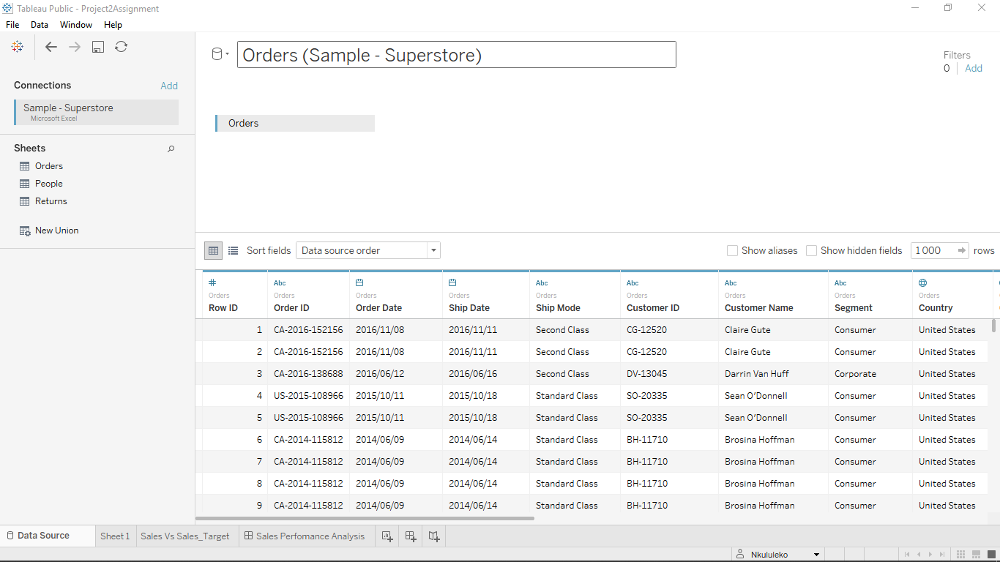 Tableau Public - Project2Assignment
File Data Window Help
Orders (Sample - Superstore)
Filters
0 Add
Connections Add
Sample - Superstore
Microsoft Excel
Orders
Sheets
Orders
People
Returns
New Union
Sort fields Data source order Show aliases Show hidden fields 1 000 rows
# Abc Abc Abc Abc Abc
Orders Orders Orders Orders Orders Orders Orders Orders Orders
Row ID Order ID Order Date Ship Date Ship Mode Customer ID Customer Name Segment Country
1 CA-2016-152156 2016/11/08 2016/11/11 Second Class CG-12520 Claire Gute Consumer United States
2 CA-2016-152156 2016/11/08 2016/11/11 Second Class CG-12520 Claire Gute Consumer United States
3 CA-2016-138688 2016/06/12 2016/06/16 Second Class DV-13045 Darrin Van Huff Corporate United States
4 US-2015-108966 2015/10/11 2015/10/18 Standard Class SO-20335 Sean O'Donnell Consumer United States
5 US-2015-108966 2015/10/11 2015/10/18 Standard Class SO-20335 Sean O'Donnell Consumer United States
6 CA-2014-115812 2014/06/09 2014/06/14 Standard Class BH-11710 Brosina Hoffman Consumer United States
7 CA-2014-115812 2014/06/09 2014/06/14 Standard Class BH-11710 Brosina Hoffman Consumer United States
8 CA-2014-115812 2014/06/09 2014/06/14 Standard Class BH-11710 Brosina Hoffman Consumer United States
9 CA-2014-115812 2014/06/09 2014/06/14 Standard Class BH-11710 Brosina Hoffman Consumer United States
Data Source Sheet 1 Sales Vs Sales_Target Sales Perfomance Analysis
Nkululeko